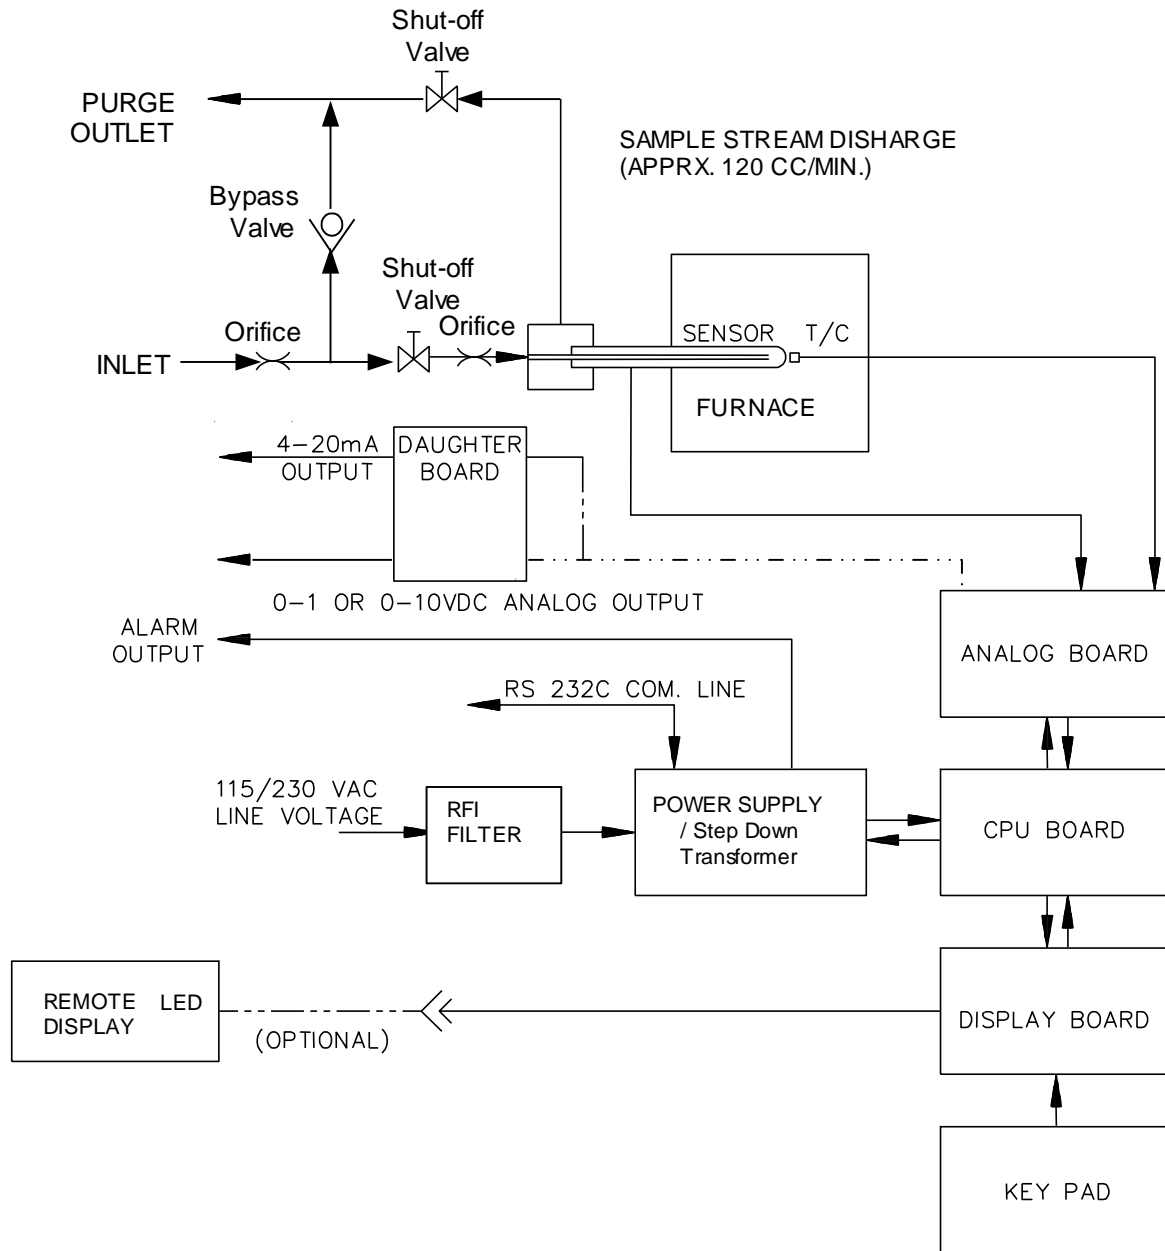 Shut-off
Valve
PURGE
OUTLET
SAMPLE STREAM DISHARGE
(APPRX. 120 CC/MIN.)
Bypass
Valve
Shut-off
Valve
Orifice
Orifice
INLET
SENSOR
T/C
FURNACE
4-20mA
OUTPUT
DAUGHTER
BOARD
0-1 OR 0-10VDC ANALOG OUTPUT
ALARM
OUTPUT
ANALOG BOARD
RS 232C COM. LINE
115/230 VAC
LINE VOLTAGE
RFI
FILTER
POWER SUPPLY
/ Step Down
Transformer
CPU BOARD
REMOTE LED
DISPLAY
(OPTIONAL)
DISPLAY BOARD
KEY PAD